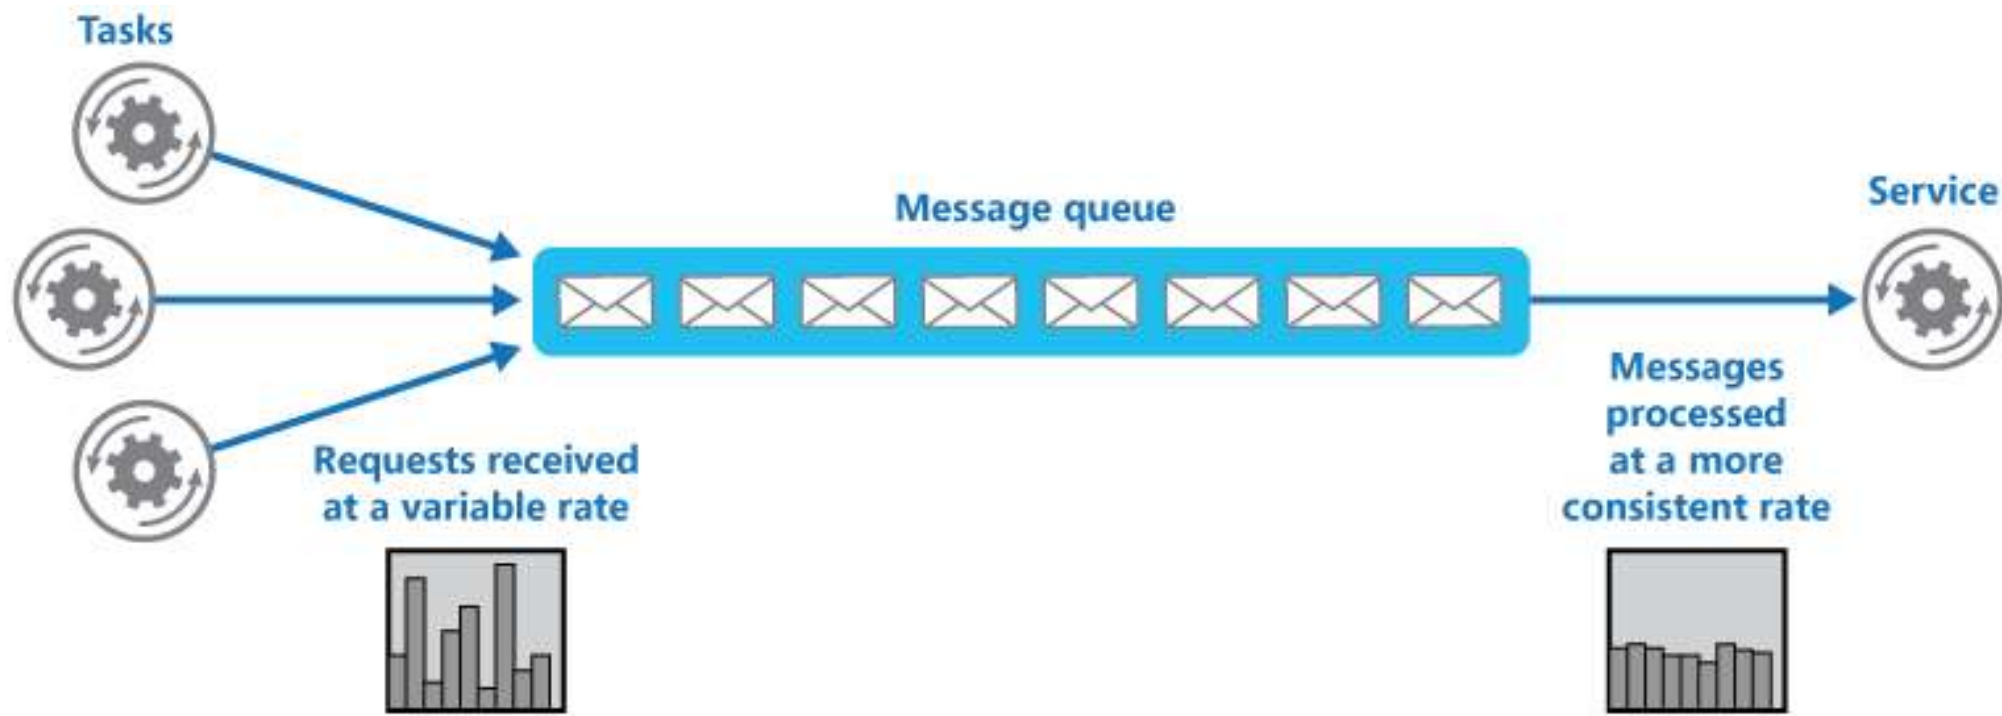 Tasks
Message queue
Service
Requests received
at a variable rate
Messages
processed
at a more
consistent rate